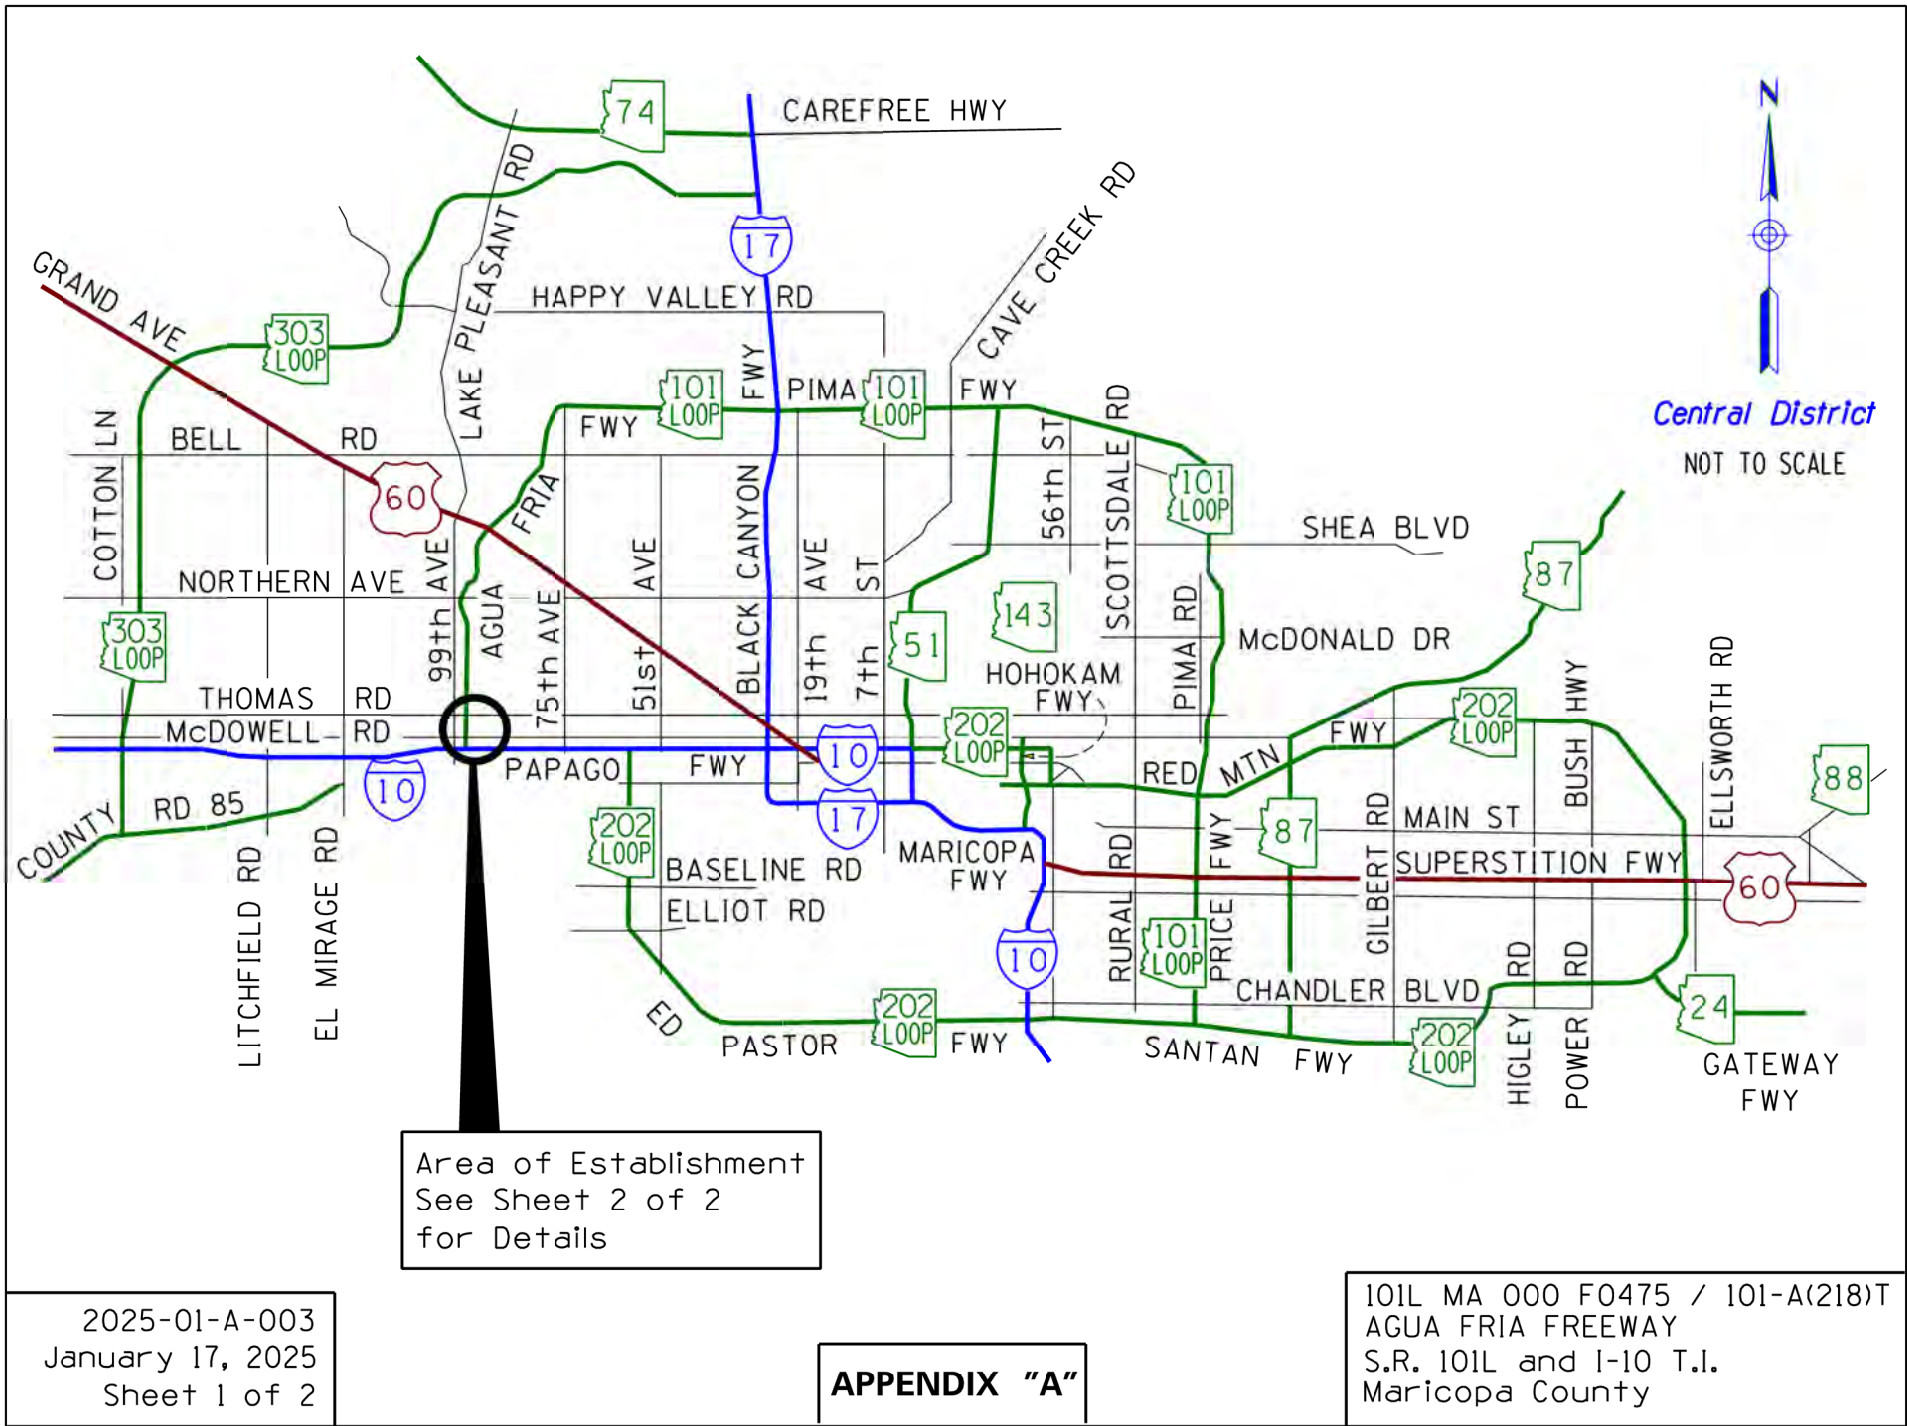 N
Central District
NOT TO SCALE
74
CAREFREE HWY
LAKE PLEASANT RD
17
CAVE CREEK RD
GRAND AVE
HAPPY VALLEY RD
303
LOOP
101
LOOP
PIMA
101
LOOP
FWY
FWY
BLACK CANYON FWY
COTTON LN
BELL RD
60
AGUA FRIA
56th ST
SCOTTSDALE RD
101
LOOP
SHEA BLVD
87
NORTHERN AVE
99th AVE
75th AVE
51st AVE
19th AVE
7th ST
303
LOOP
51
143
HOHOKAM
FWY
PIMA RD
McDONALD DR
BUSH HWY
ELLSWORTH RD
THOMAS RD
McDOWELL RD
10
202
LOOP
202
LOOP
10
PAPAGO FWY
RED MTN FWY
88
COUNTY RD 85
17
202
LOOP
87
GILBERT RD
MAIN ST
LITCHFIELD RD
EL MIRAGE RD
BASELINE RD
MARICOPA
FWY
RURAL RD
PRICE FWY
SUPERSTITION FWY
60
ELLIOT RD
10
101
LOOP
CHANDLER BLVD
HIGLEY RD
POWER RD
24
ED PASTOR FWY
202
LOOP
SANTAN FWY
202
LOOP
GATEWAY
FWY
Area of Establishment
See Sheet 2 of 2
for Details
2025-01-A-003
January 17, 2025
Sheet 1 of 2
APPENDIX "A"
101L MA 000 F0475 / 101-A(218)T
AGUA FRIA FREEWAY
S.R. 101L and I-10 T.I.
Maricopa County